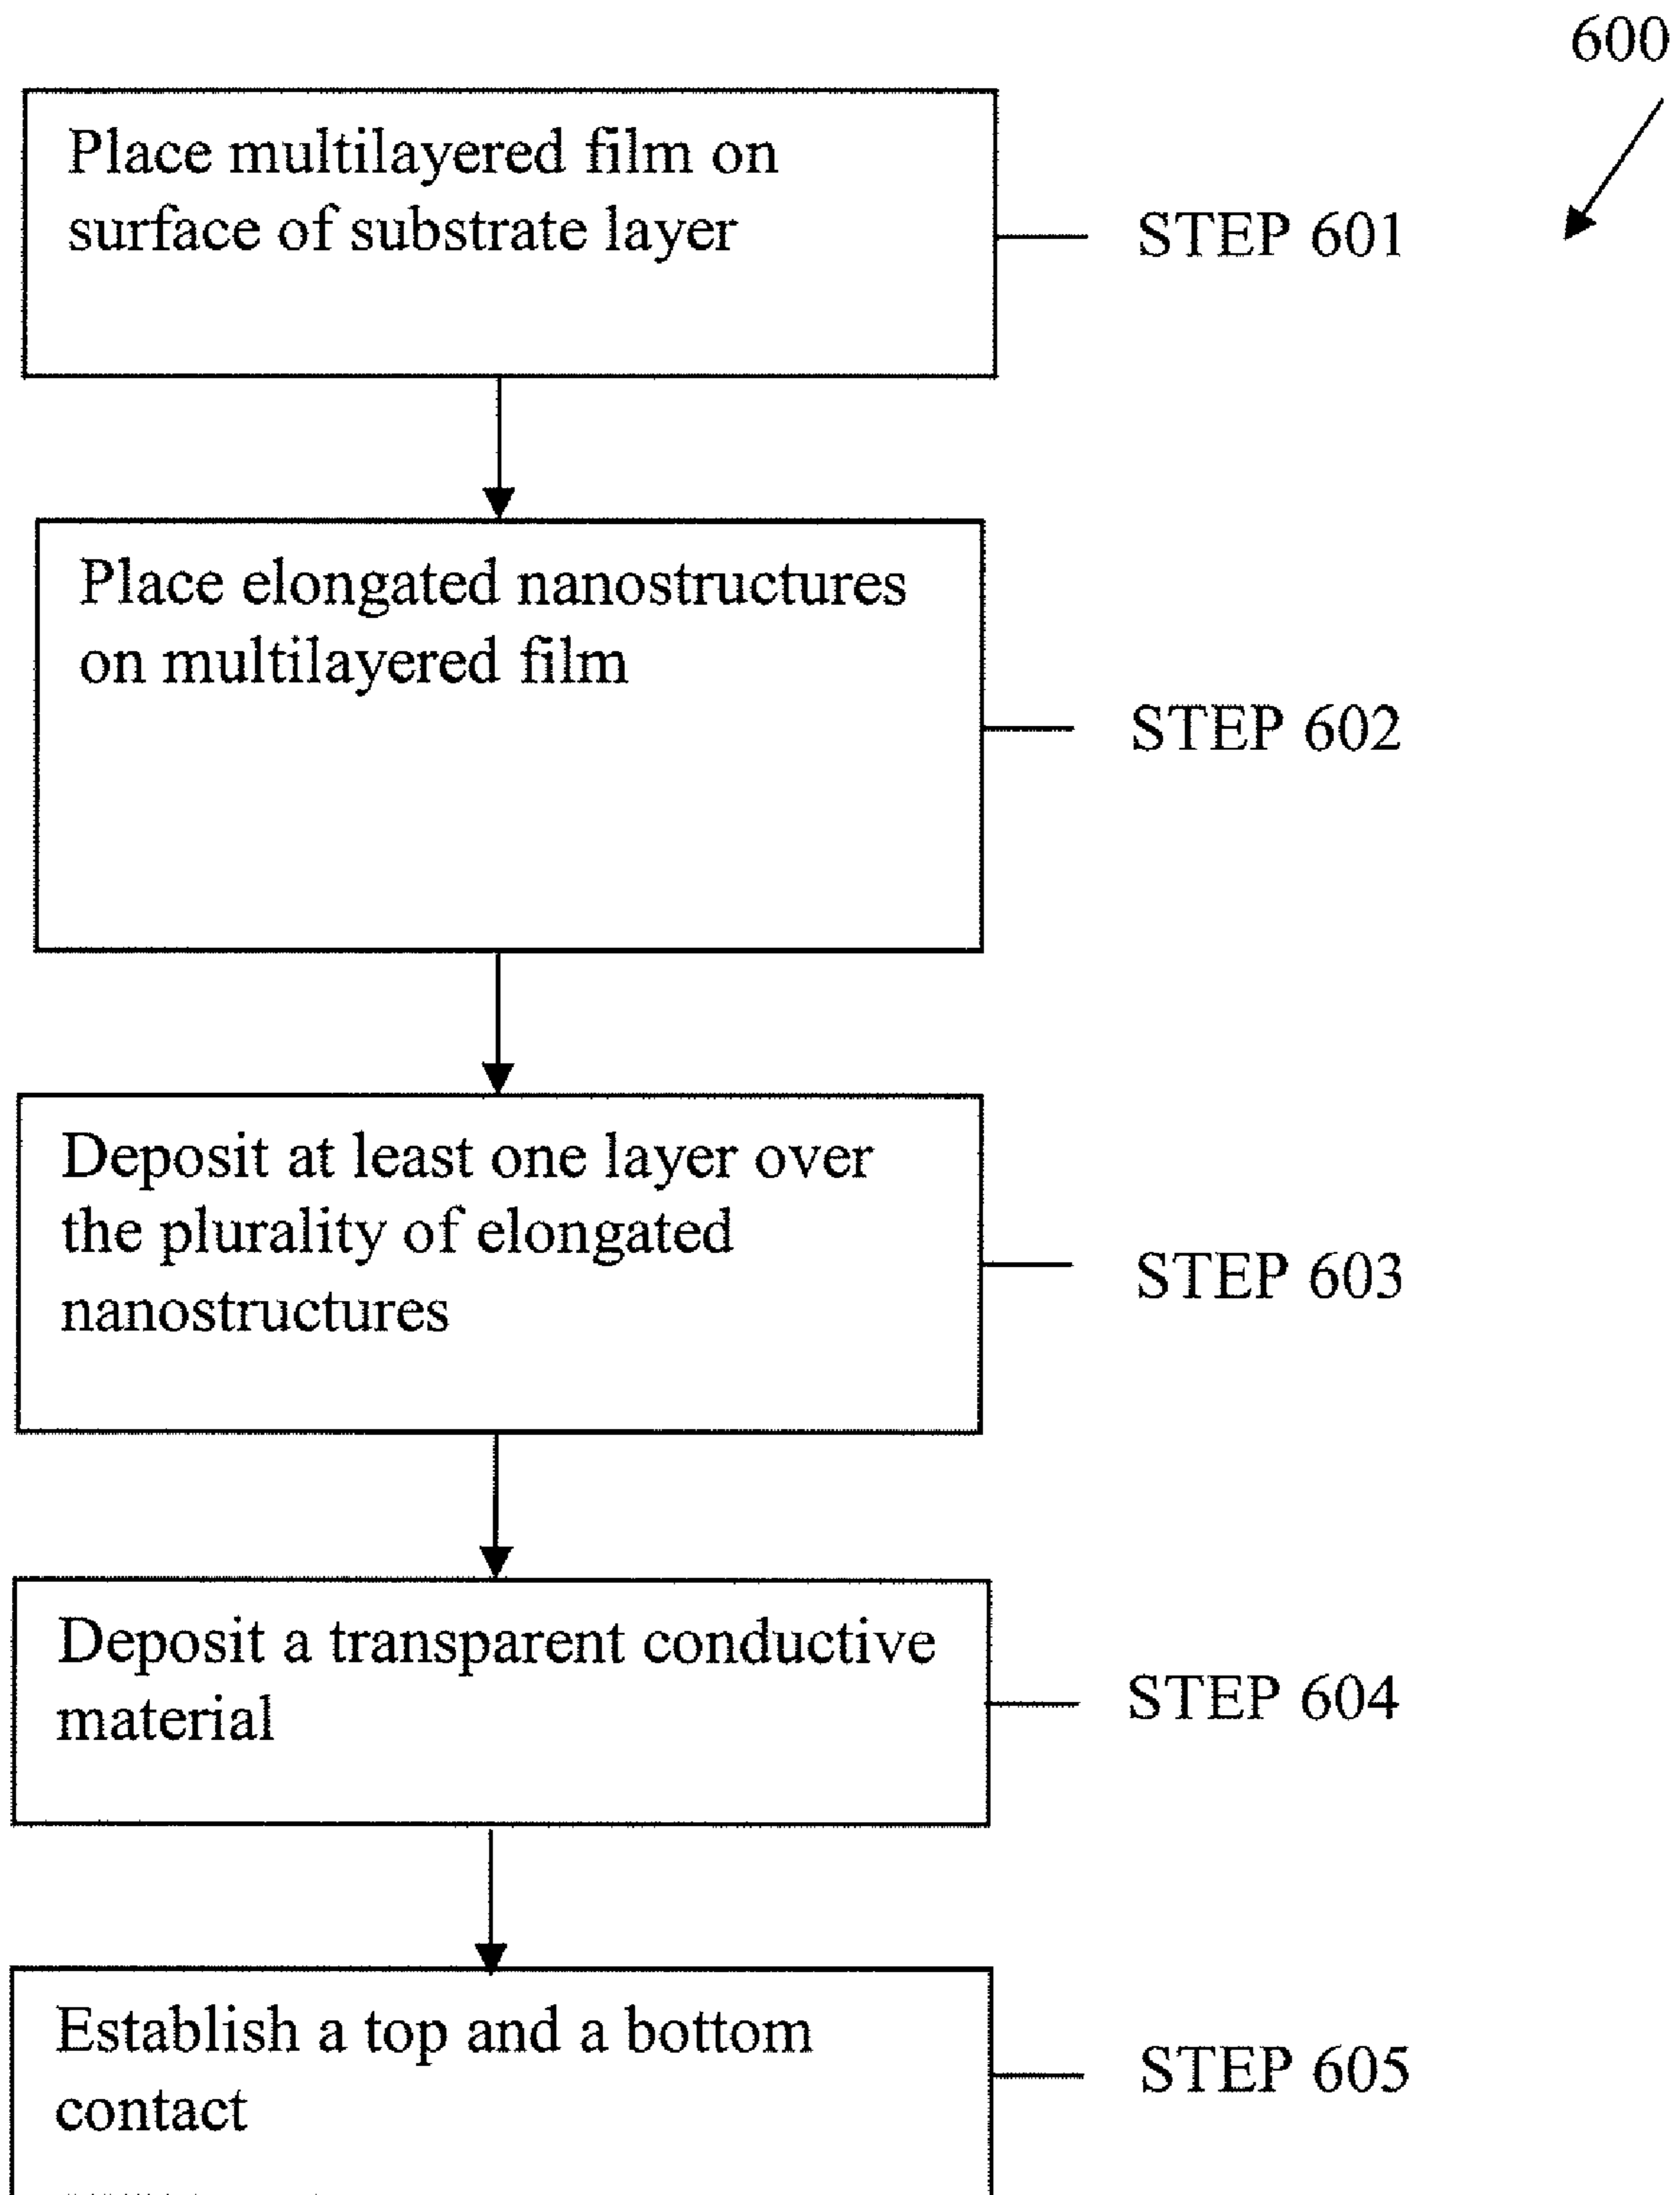 600
Place multilayered film on
surface of substrate layer
STEP 601
Place elongated nanostructures
on multilayered film
STEP 602
Deposit at least one layer over
the plurality of elongated
nanostructures
STEP 603
Deposit a transparent conductive
material
STEP 604
Establish a top and a bottom
contact
STEP 605